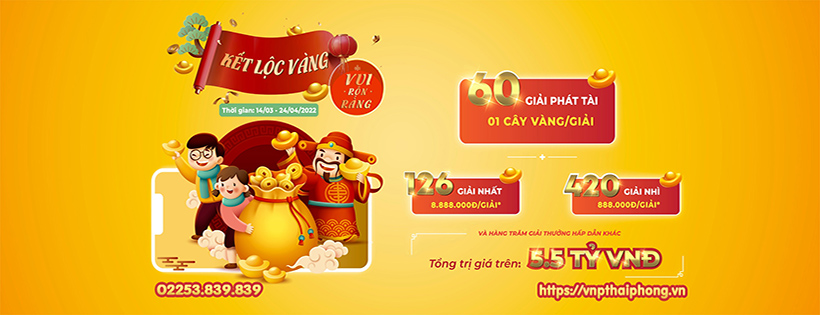 KẾT LỘC VÀNG
VUI
RỘN
RÀNG
Thời gian: 14/03 - 24/04/2022
60 GIẢI PHÁT TÀI
01 CÂY VÀNG/GIẢI
126 GIẢI NHẤT
8.888.000Đ/GIẢI*
420 GIẢI NHÌ
888.000Đ/GIẢI*
VÀ HÀNG TRĂM GIẢI THƯỞNG HẤP DẪN KHÁC
Tổng trị giá trên: 5.5 TỶ VNĐ
02253.839.839
https://vnpthaiphong.vn